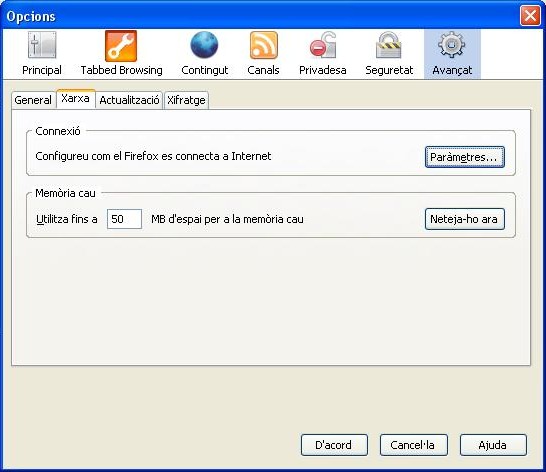 Opcions
Principal Tabbed Browsing Contingut Canals Privadesa Seguretat Avançat
General Xarxa Actualització Xifratge
Connexió
Configureu com el Firefox es connecta a Internet Paràmetres...
Memòria cau
Utilitza fins a 50 MB d'espai per a la memòria cau Neteja-ho ara
D'acord Cancel·la Ajuda